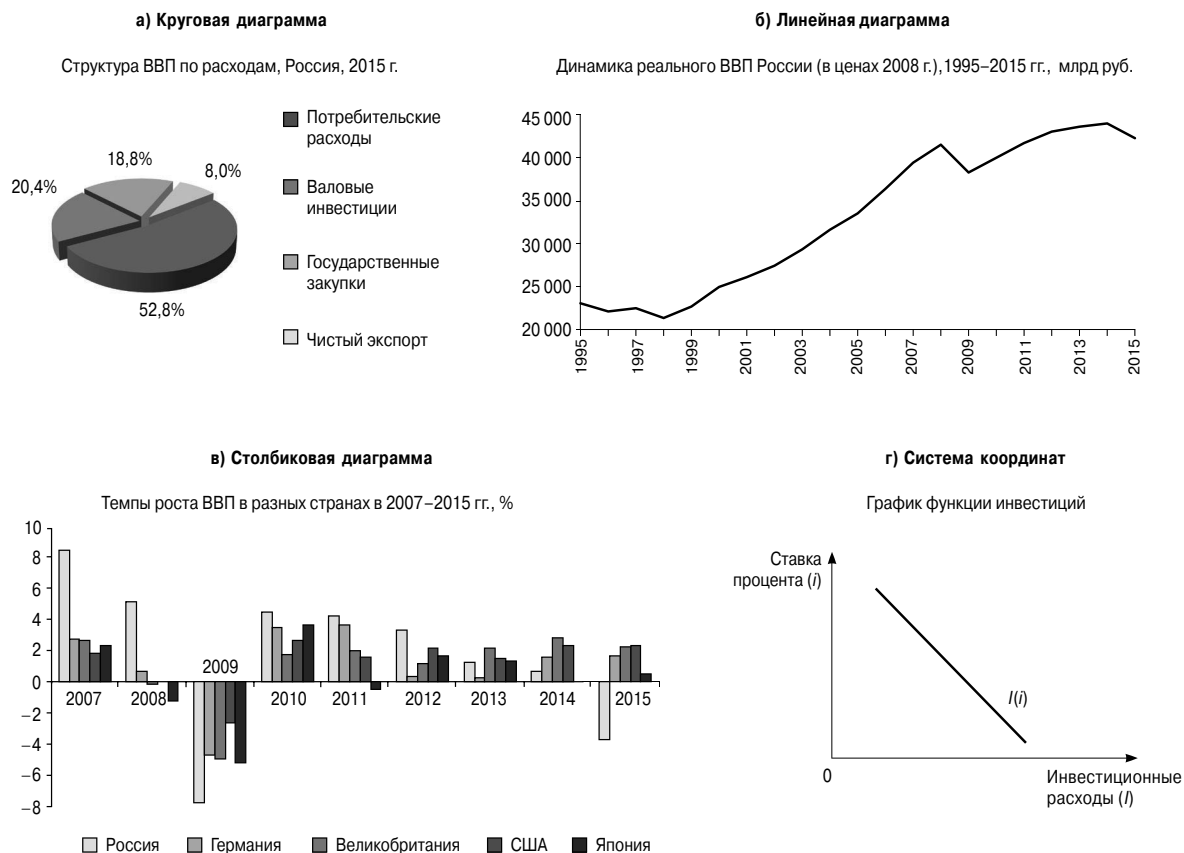 а) Круговая диаграмма
Структура ВВП по расходам, Россия, 2015 г.
18,8%
8,0%
20,4%
52,8%
Потребительские
расходы
Валовые
инвестиции
Государственные
закупки
Чистый экспорт
б) Линейная диаграмма
Динамика реального ВВП России (в ценах 2008 г.),1995–2015 гг., млрд руб.
45 000
40 000
35 000
30 000
25 000
20 000
1995
1997
1999
2001
2003
2005
2007
2009
2011
2013
2015
в) Столбиковая диаграмма
Темпы роста ВВП в разных странах в 2007–2015 гг., %
10
8
6
4
2
0
−2
−4
−6
−8
2007
2008
2009
2010
2011
2012
2013
2014
2015
Россия
Германия
Великобритания
США
Япония
г) Система координат
График функции инвестиций
Ставка
процента (i)
I(i)
0
Инвестиционные
расходы (I)